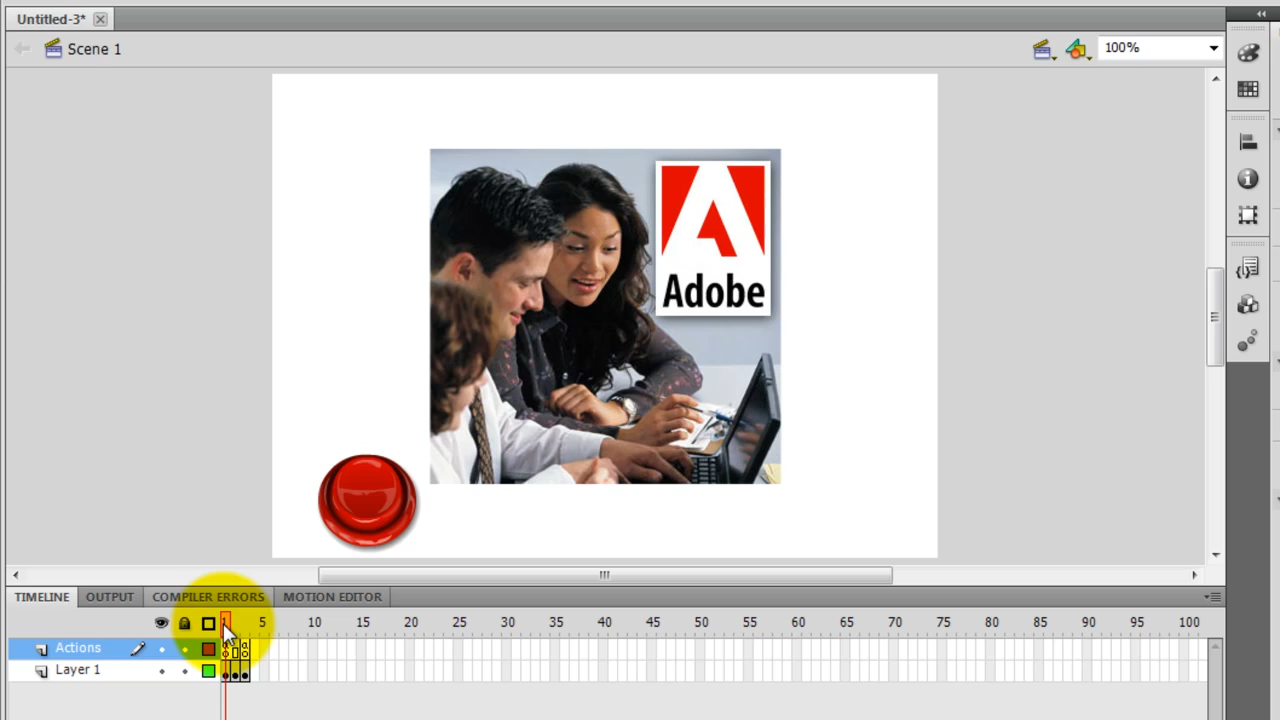 Untitled-3*
Scene 1
100%
Adobe
TIMELINE OUTPUT COMPILER ERRORS MOTION EDITOR
5 10 15 20 25 30 35 40 45 50 55 60 65 70 75 80 85 90 95 100
Actions
Layer 1